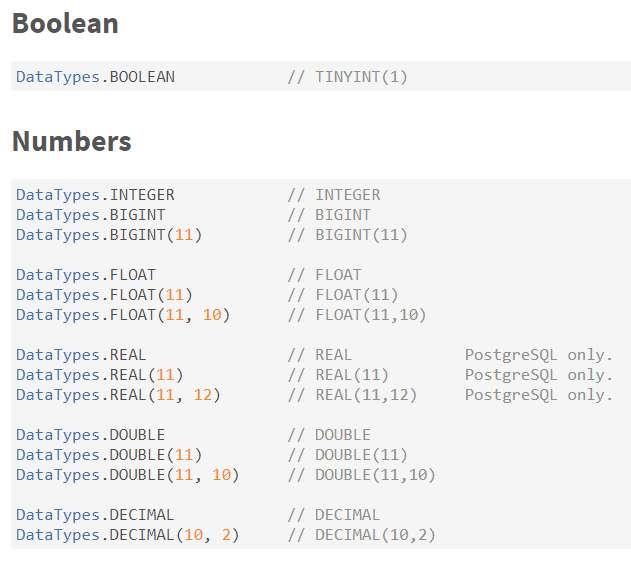 Boolean
DataTypes.BOOLEAN // TINYINT(1)
Numbers
DataTypes.INTEGER // INTEGER
DataTypes.BIGINT // BIGINT
DataTypes.BIGINT(11) // BIGINT(11)
DataTypes.FLOAT // FLOAT
DataTypes.FLOAT(11) // FLOAT(11)
DataTypes.FLOAT(11, 10) // FLOAT(11,10)
DataTypes.REAL // REAL PostgreSQL only.
DataTypes.REAL(11) // REAL(11) PostgreSQL only.
DataTypes.REAL(11, 12) // REAL(11,12) PostgreSQL only.
DataTypes.DOUBLE // DOUBLE
DataTypes.DOUBLE(11) // DOUBLE(11)
DataTypes.DOUBLE(11, 10) // DOUBLE(11,10)
DataTypes.DECIMAL // DECIMAL
DataTypes.DECIMAL(10, 2) // DECIMAL(10,2)